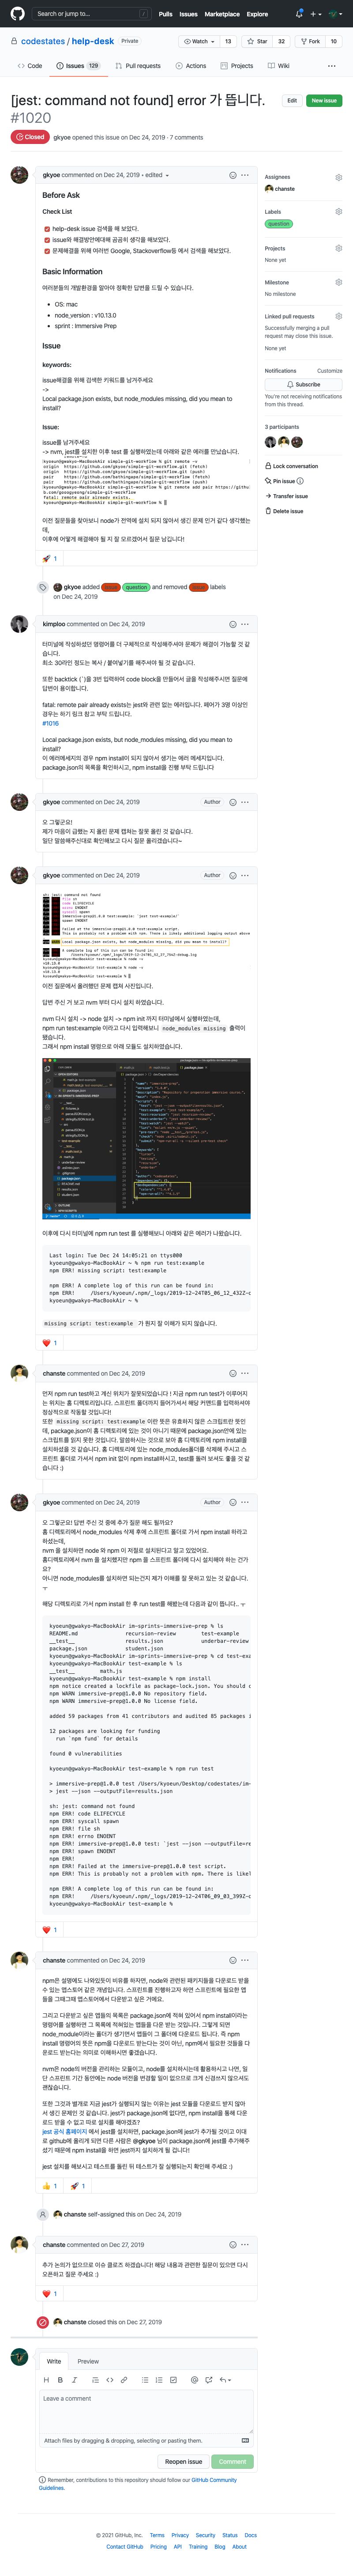 Search or jump to...
Pulls Issues Marketplace Explore
codestates / help-desk Private
Watch 13 Star 32 Fork 10
Code Issues 129 Pull requests Actions Projects Wiki
[jest: command not found] error 가 뜹니다.
#1020
Edit New issue
Closed gkyoe opened this issue on Dec 24, 2019 · 7 comments
gkyoe commented on Dec 24, 2019 • edited
Before Ask
Check List
help-desk issue 검색을 해 보았다.
issue와 해결방안에대해 곰곰히 생각을 해보았다.
문제해결을 위해 여러번 Google, Stackoverflow등 에서 검색을 해보았다.
Basic Information
여러분들의 개발환경을 알아야 정확한 답변을 드릴 수 있습니다.
OS: mac
node_version : v10.13.0
sprint : Immersive Prep
Issue
keywords:
issue해결을 위해 검색한 키워드를 남겨주세요
->
Local package.json exists, but node_modules missing, did you mean to
install?
Issue:
issue를 남겨주세요
-> nvm, jest를 설치한 이후 test 를 실행하였는데 아래와 같은 에러를 만났습니다.
fatal: remote pair already exists.
이전 질문들을 찾아보니 node가 전역에 설치 되지 않아서 생긴 문제 인거 같다 생각했는
데,
이후에 어떻게 해결해야 될 지 잘 모르겠어서 질문 남깁니다!
1
Assignees
chanste
Labels
question
Projects
None yet
Milestone
No milestone
Linked pull requests
Successfully merging a pull
request may close this issue.
None yet
Notifications Customize
Subscribe
You're not receiving notifications
from this thread.
3 participants
Lock conversation
Pin issue
Transfer issue
Delete issue
gkyoe added question and removed labels
on Dec 24, 2019
kimploo commented on Dec 24, 2019
터미널에 작성하셨던 명령어를 더 구체적으로 작성해주셔야 문제가 해결이 가능할 것 같
습니다.
최소 30라인 정도는 복사 / 붙여넣기를 해주셔야 될 것 같습니다.
또한 backtick (`)을 3번 입력하여 code block을 만들어서 글을 작성해주시면 질문에
답변이 용이합니다.
fatal: remote pair already exists는 jest와 관련 없는 에러입니다. 페어가 3명 이상인
경우는 하기 링크 참고 부탁 드립니다.
#1016
Local package.json exists, but node_modules missing, did you mean to
install?
이 에러메세지의 경우 npm install이 되지 않아서 생기는 에러 메세지입니다.
package.json의 목록을 확인하시고, npm install을 진행 부탁 드립니다
gkyoe commented on Dec 24, 2019 Author
오 그렇군요!
제가 마음이 급했는 지 올린 문제 캡쳐는 잘못 올린 것 같습니다.
일단 말씀해주신대로 확인해보고 다시 질문 올리겠습니다~
gkyoe commented on Dec 24, 2019 Author
sh: jest: command not found
이전 질문에서 올려했던 문제 캡쳐 사진입니다.
답변 주신 거 보고 nvm 부터 다시 설치 하였습니다.
nvm 다시 설치 -> node 설치 -> npm init 까지 터미널에서 실행하였는데,
npm run test:example 이라고 다시 입력해보니 node_modules missing 출력이
됐습니다.
그래서 npm install 명령으로 아래 모듈도 설치하였습니다.
이후에 다시 터미널에 npm run test 를 실행해보니 아래와 같은 에러가 나왔습니다.
Last login: Tue Dec 24 14:05:21 on ttys000
kyoeun@gwakyo-MacBookAir ~ % npm run test:example
npm ERR! missing script: test:example
npm ERR! A complete log of this run can be found in:
npm ERR! /Users/kyoeun/.npm/_logs/2019-12-24T05_06_12_432Z-
kyoeun@gwakyo-MacBookAir ~ %
missing script: test:example 가 뭔지 잘 이해가 되지 않습니다.
1
chanste commented on Dec 24, 2019
먼저 npm run test하고 계신 위치가 잘못되었습니다 ! 지금 npm run test가 이루어지
는 위치는 홈 디렉토리입니다. 스프린트 폴더까지 들어가셔서 해당 커맨드를 입력하셔야
정상적으로 작동할 것입니다!
또한 missing script: test:example 이란 뜻은 유효하지 않은 스크립트란 뜻인
데, package.json이 홈 디렉토리에 있는 것이 아니기 때문에 package.json안에 있는
스크립트를 읽지 못한 것입니다. 말씀하시는 것으로 보아 홈 디렉토리에 npm install을
설치하셨을 것 같습니다. 홈 디렉토리에 있는 node_modules폴더를 삭제해 주시고 스
프린트 폴더로 가셔서 npm init 없이 npm install하시고, test를 돌려 보셔도 좋을 것 같
습니다 :)
gkyoe commented on Dec 24, 2019 Author
오 그렇군요! 답변 주신 것 중에 추가 질문 해도 될까요?
홈 디렉토리에서 node_modules 삭제 후에 스프린트 폴더로 가서 npm install 하라고
하셨는데,
nvm 을 설치하면 node 와 npm 이 저절로 설치된다고 알고 있었어요.
홈디렉토리에서 nvm 을 설치했지만 npm 을 스프린트 폴더에 다시 설치해야 하는 건가
요?
아니면 node_modules를 설치하면 되는건지 제가 이해를 잘 못하고 있는 것 같습니다.
ㅜ
해당 디렉토리로 가서 npm install 한 후 run test를 해봤는데 다음과 같이 뜹니다.. ㅜ
kyoeun@gwakyo-MacBookAir im-sprints-immersive-prep % ls
README.md recursion-review test-example
__test__ results.json underbar-review
package.json student.json
kyoeun@gwakyo-MacBookAir im-sprints-immersive-prep % cd test-exam
kyoeun@gwakyo-MacBookAir test-example % ls
__test__ math.js
kyoeun@gwakyo-MacBookAir test-example % npm install
npm notice created a lockfile as package-lock.json. You should c
npm WARN immersive-prep@1.0.0 No repository field.
npm WARN immersive-prep@1.0.0 No license field.
added 59 packages from 41 contributors and audited 85 packages i
12 packages are looking for funding
run `npm fund` for details
found 0 vulnerabilities
kyoeun@gwakyo-MacBookAir test-example % npm run test
> immersive-prep@1.0.0 test /Users/kyoeun/Desktop/codestates/im-
> jest --json --outputFile=results.json
sh: jest: command not found
npm ERR! code ELIFECYCLE
npm ERR! syscall spawn
npm ERR! file sh
npm ERR! errno ENOENT
npm ERR! immersive-prep@1.0.0 test: `jest --json --outputFile=re
npm ERR! spawn ENOENT
npm ERR!
npm ERR! Failed at the immersive-prep@1.0.0 test script.
npm ERR! This is probably not a problem with npm. There is likel
npm ERR! A complete log of this run can be found in:
npm ERR! /Users/kyoeun/.npm/_logs/2019-12-24T06_09_03_399Z-
kyoeun@gwakyo-MacBookAir test-example %
1
chanste commented on Dec 24, 2019
npm은 설명에도 나와있듯이 비유를 하자면, node와 관련된 패키지들을 다운로드 받을
수 있는 앱스토어 같은 개념입니다. 스프린트를 진행하고자 하면 스프린트에 필요한 앱
들을 그때그때 앱스토어에서 다운받고 싶은 거에요.
그리고 다운받고 싶은 앱들의 목록은 package.json에 적혀 있어서 npm install이라는
명령어를 실행하면 그 목록에 적혀있는 앱들을 다운 받는 것입니다. 그렇게 되면
node_module이라는 폴더가 생기면서 앱들이 그 폴더에 다운로드 됩니다. 즉 npm
install 명령어의 뜻은 npm을 다운로드 받는다는 것이 아닌, npm에서 필요한 것들을 다
운로드 받는다는 의미로 이해하시면 좋겠습니다.
nvm은 node의 버전을 관리하는 모듈이고, node를 설치하시는데 활용하시고 나면, 일
단 스프린트 기간 동안에는 node 버전을 변경할 일이 없으므로 크게 신경쓰지 않으셔도
괜찮습니다.
또한 그것과 별개로 지금 jest가 실행되지 않는 이유는 jest 모듈을 다운로드 받지 않아
서 생긴 문제인 것 같습니다. jest가 package.json에 없다면, npm install을 통해 다운
로드 받을 수 없고 따로 설치를 해야겠죠?
jest 공식 홈페이지 에서 jest를 설치하면, package.json에 jest가 추가될 것이고 이대
로 github에 올리게 되면 다른 사람은 @gkyoe 님이 package.json에 jest를 추가해주
셨기 때문에 npm install을 하면 jest까지 설치하게 될 겁니다!
jest 설치를 해보시고 테스트를 돌린 뒤 테스트가 잘 실행되는지 확인해 주세요 :)
1 1
chanste self-assigned this on Dec 24, 2019
chanste commented on Dec 27, 2019
추가 논의가 없으므로 이슈 클로즈 하겠습니다! 해당 내용과 관련한 질문이 있으면 다시
오픈하고 질문 주세요 :)
1
chanste closed this on Dec 27, 2019
Write Preview
Leave a comment
Attach files by dragging & dropping, selecting or pasting them.
Reopen issue Comment
Remember, contributions to this repository should follow our GitHub Community
Guidelines.
© 2021 GitHub, Inc. Terms Privacy Security Status Docs
Contact GitHub Pricing API Training Blog About